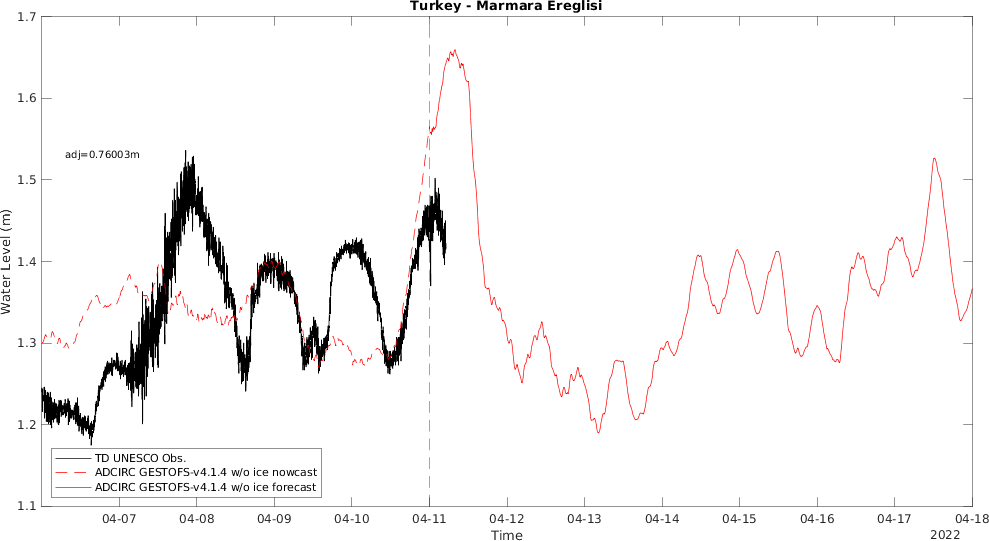 Turkey - Marmara Ereglisi
1.7
1.6
1.5
1.4
1.3
1.2
1.1
Water Level (m)
adj=0.76003m
TD UNESCO Obs.
ADCIRC GESTOFS-v4.1.4 w/o ice nowcast
ADCIRC GESTOFS-v4.1.4 w/o ice forecast
04-07 04-08 04-09 04-10 04-11 04-12 04-13 04-14 04-15 04-16 04-17 04-18
Time
2022